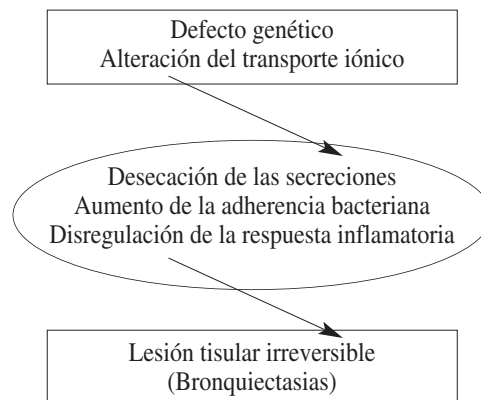 Defecto genético
Alteración del transporte iónico
Desecación de las secreciones
Aumento de la adherencia bacteriana
Disregulación de la respuesta inflamatoria
Lesión tisular irreversible
(Bronquiectasias)